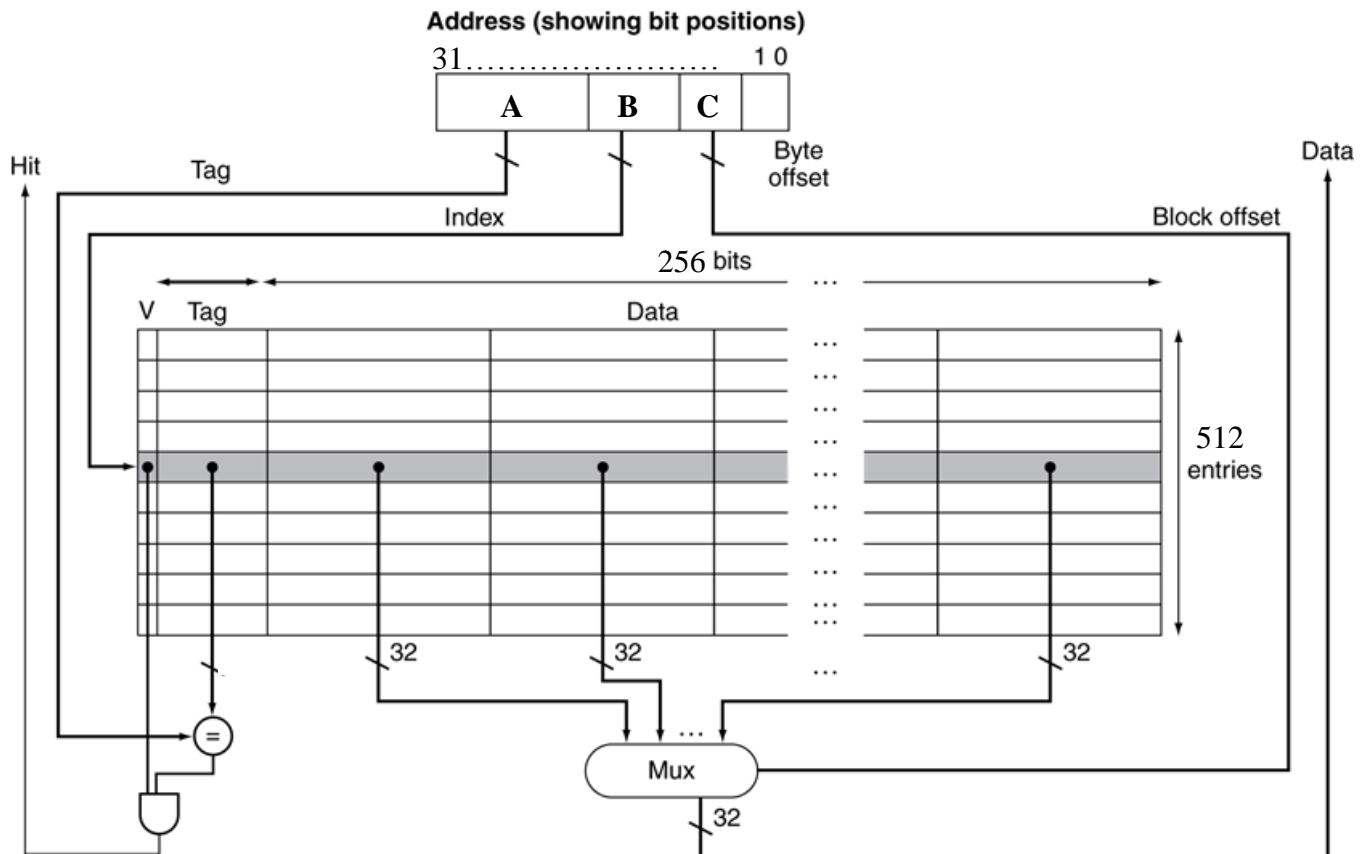 Address (showing bit positions)
31........................ 1 0
A B C
Byte
offset
Hit
Tag
Data
Index
Block offset
256 bits
...
V Tag Data
...
...
...
...
512
entries
...
...
...
...
...
...
32 32 ... 32
=
...
Mux
32